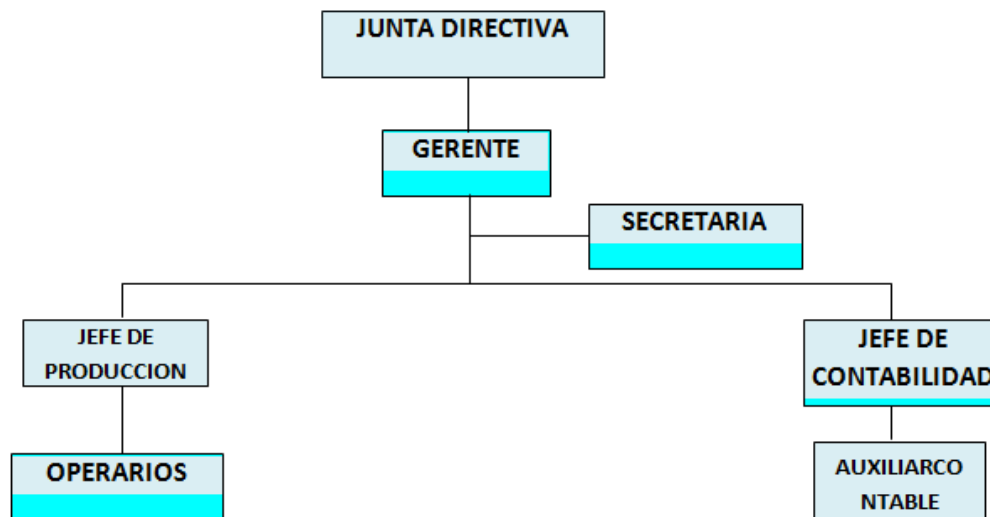 JUNTA DIRECTIVA
GERENTE
SECRETARIA
JEFE DE
PRODUCCION
JEFE DE
CONTABILIDAD
OPERARIOS
AUXILIARCO
NTABLE